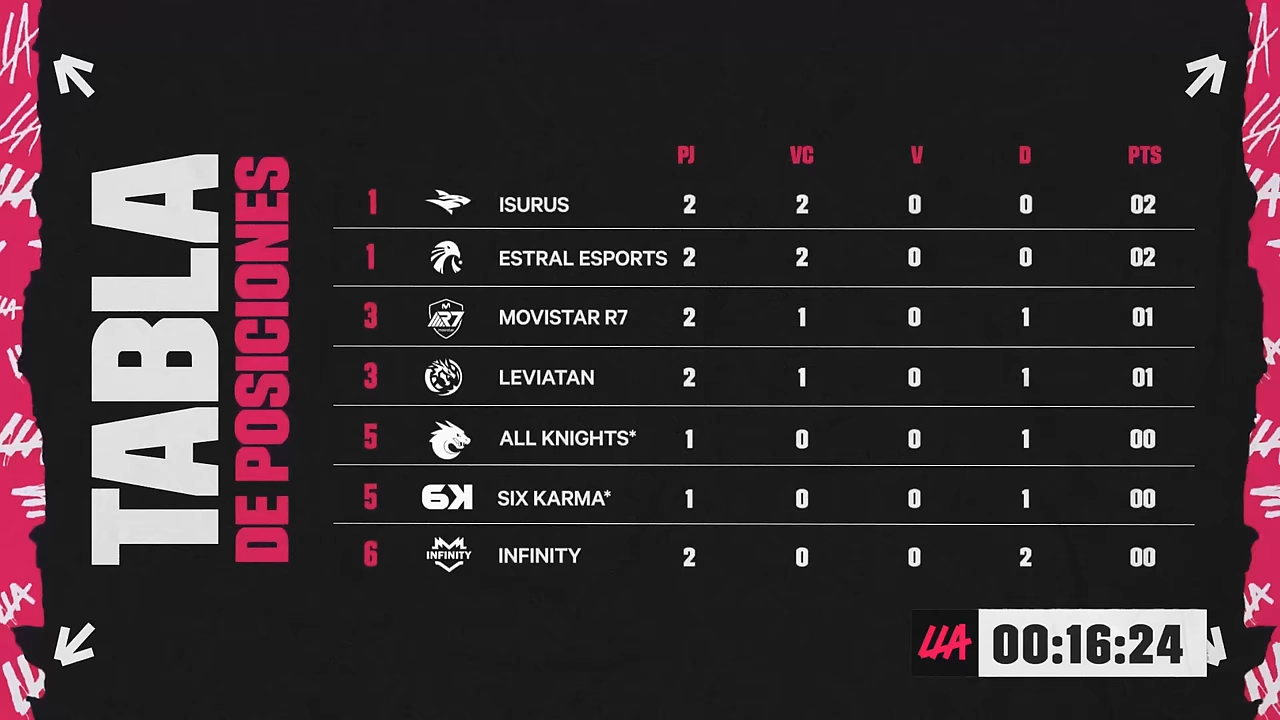 TABLA
DE POSICIONES
PJ VC V D PTS
1 ISURUS 2 2 0 0 02
1 ESTRAL ESPORTS 2 2 0 0 02
3 R7 MOVISTAR R7 2 1 0 1 01
3 LEVIATAN 2 1 0 1 01
5 ALL KNIGHTS* 1 0 0 1 00
5 6K SIX KARMA* 1 0 0 1 00
6 INFINITY INFINITY 2 0 0 2 00
LLA 00:16:24